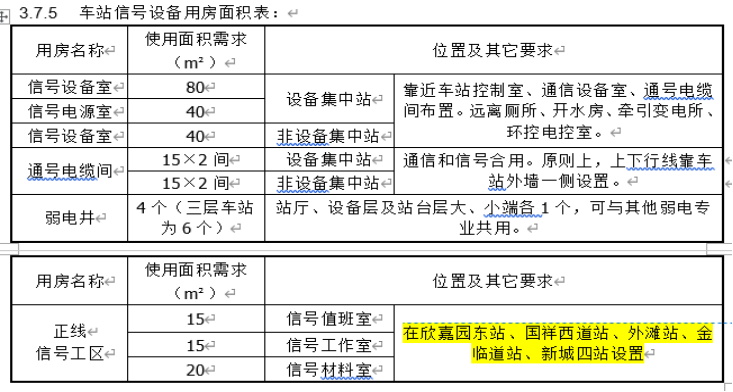 3.7.5 车站信号设备用房面积表：
用房名称
使用面积需求
（m²）
位置及其它要求
信号设备室
80
设备集中站
靠近车站控制室、通信设备室、通号电缆
间布置。远离厕所、开水房、牵引变电所、
环控电控室。
信号电源室
40
信号设备室
40
非设备集中站
通号电缆间
15×2 间
设备集中站
通信和信号合用。原则上，上下行线靠车
站外墙一侧设置。
15×2 间
非设备集中站
弱电井
4 个（三层车站
为 6 个）
站厅、设备层及站台层大、小端各 1 个，可与其他弱电专
业共用。
用房名称
使用面积需求
（m²）
位置及其它要求
正线
信号工区
15
信号值班室
在欣嘉园东站、国祥西道站、外滩站、金
临道站、新城四站设置
15
信号工作室
20
信号材料室